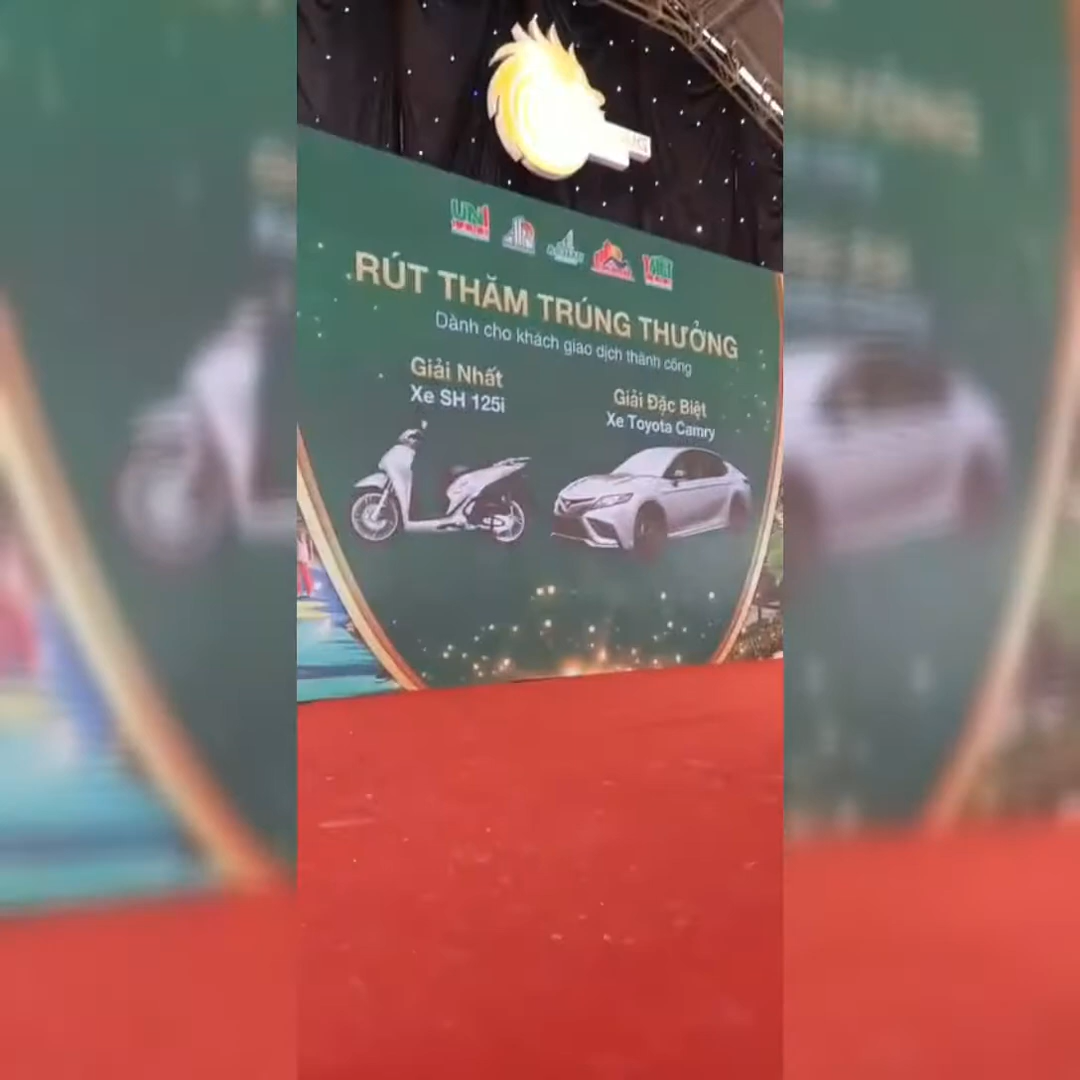 UNI
RÚT THĂM TRÚNG THƯỞNG
Dành cho khách giao dịch thành công
Giải Nhất
Xe SH 125i
Giải Đặc Biệt
Xe Toyota Camry